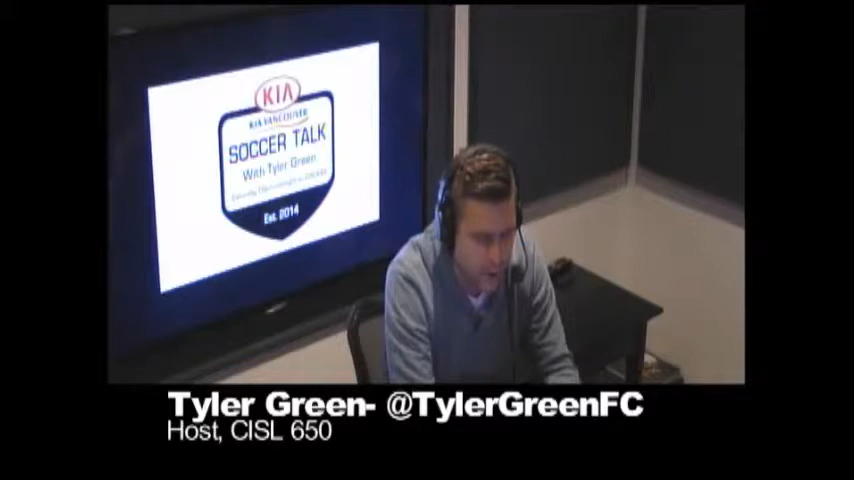 KIA
KIA VANCOUVER
SOCCER TALK
With Tyler Green
Est. 2014
Tyler Green- @TylerGreenFC
Host, CISL 650